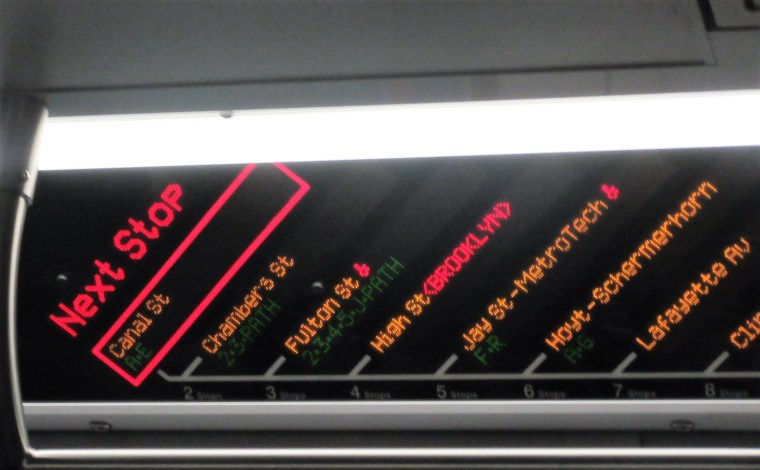 Next Stop
Canal St
A•E
Chambers St
2•3•PATH
Fulton St ♿
2•3•4•5•J•PATH
High St<BROOKLYN>
Jay St-MetroTech ♿
F•R
Hoyt-Schermerhorn
A•G
Lafayette Av
Cli
2 Stops
3 Stops
4 Stops
5 Stops
6 Stops
7 Stops
8 Stops